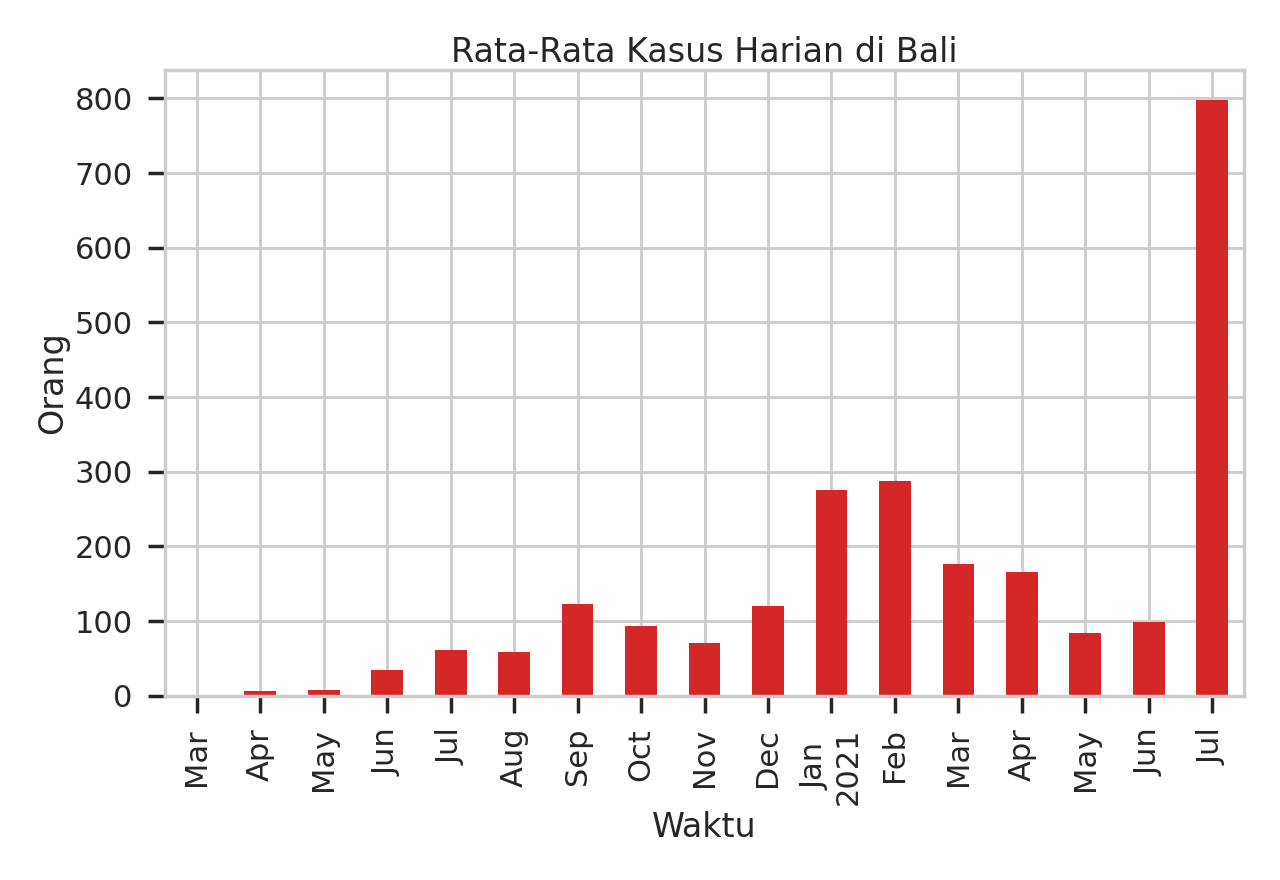 Rata-Rata Kasus Harian di Bali
800
700
600
500
400
300
200
100
0
Orang
Mar
Apr
May
Jun
Jul
Aug
Sep
Oct
Nov
Dec
Jan
2021
Feb
Mar
Apr
May
Jun
Jul
Waktu